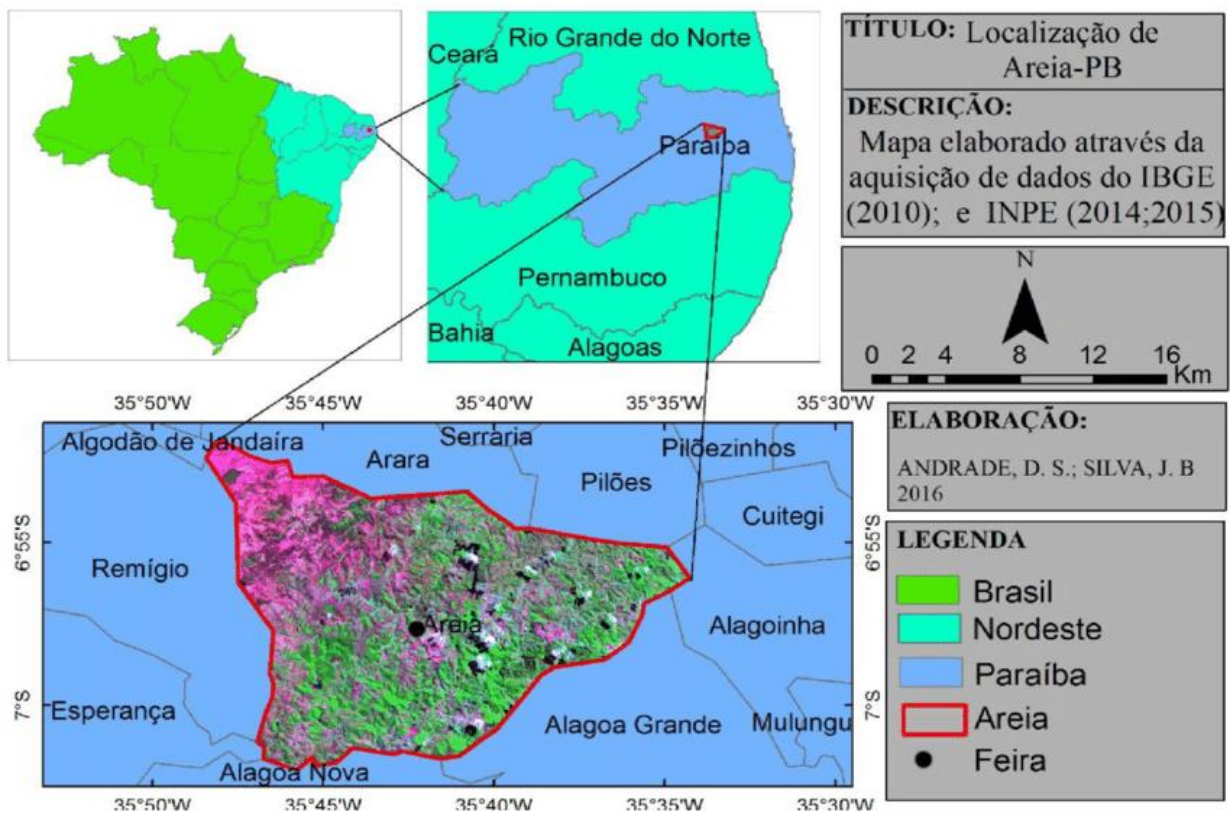 Ceará
Rio Grande do Norte
Paraíba
Pernambuco
Bahia
Alagoas
TÍTULO: Localização de
Areia-PB
DESCRIÇÃO:
Mapa elaborado através da
aquisição de dados do IBGE
(2010); e INPE (2014;2015)
N
0 2 4 8 12 16
Km
ELABORAÇÃO:
ANDRADE, D. S.; SILVA, J. B
2016
LEGENDA
Brasil
Nordeste
Paraíba
Areia
Feira
35°50'W 35°45'W 35°40'W 35°35'W 35°30'W
Algodão de Jandaíra
Serraria
Arara
Pilõezinhos
Pilões
Cuitegi
6°55'S
6°55'S
Remígio
Areia
Alagoinha
7°S
7°S
Esperança
Alagoa Grande
Mulungu
Alagoa Nova
35°50'W 35°45'W 35°40'W 35°35'W 35°30'W